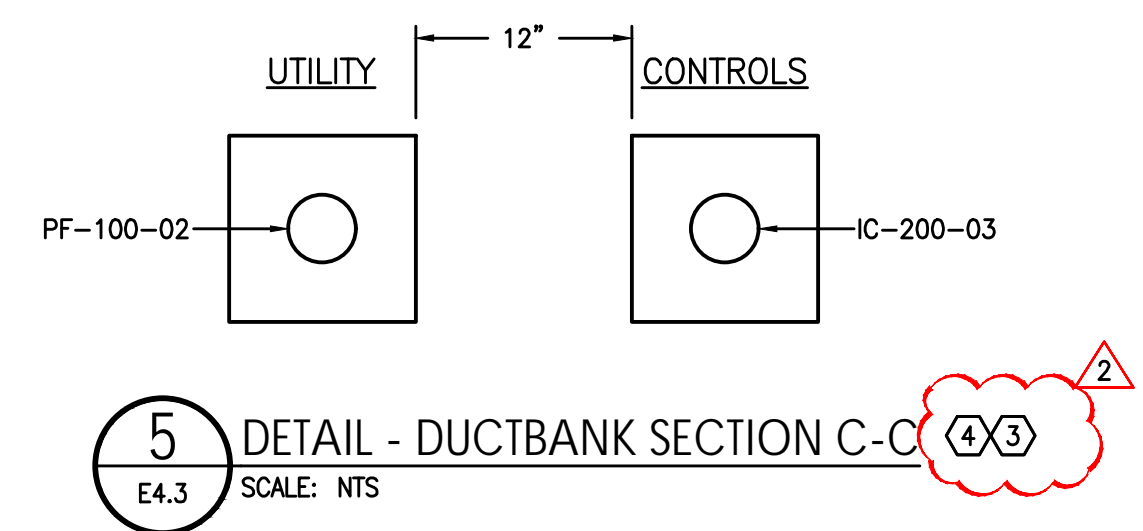 12"
UTILITY
CONTROLS
PF-100-02
IC-200-03
2
5
DETAIL - DUCTBANK SECTION C-C
4 3
E4.3
SCALE: NTS